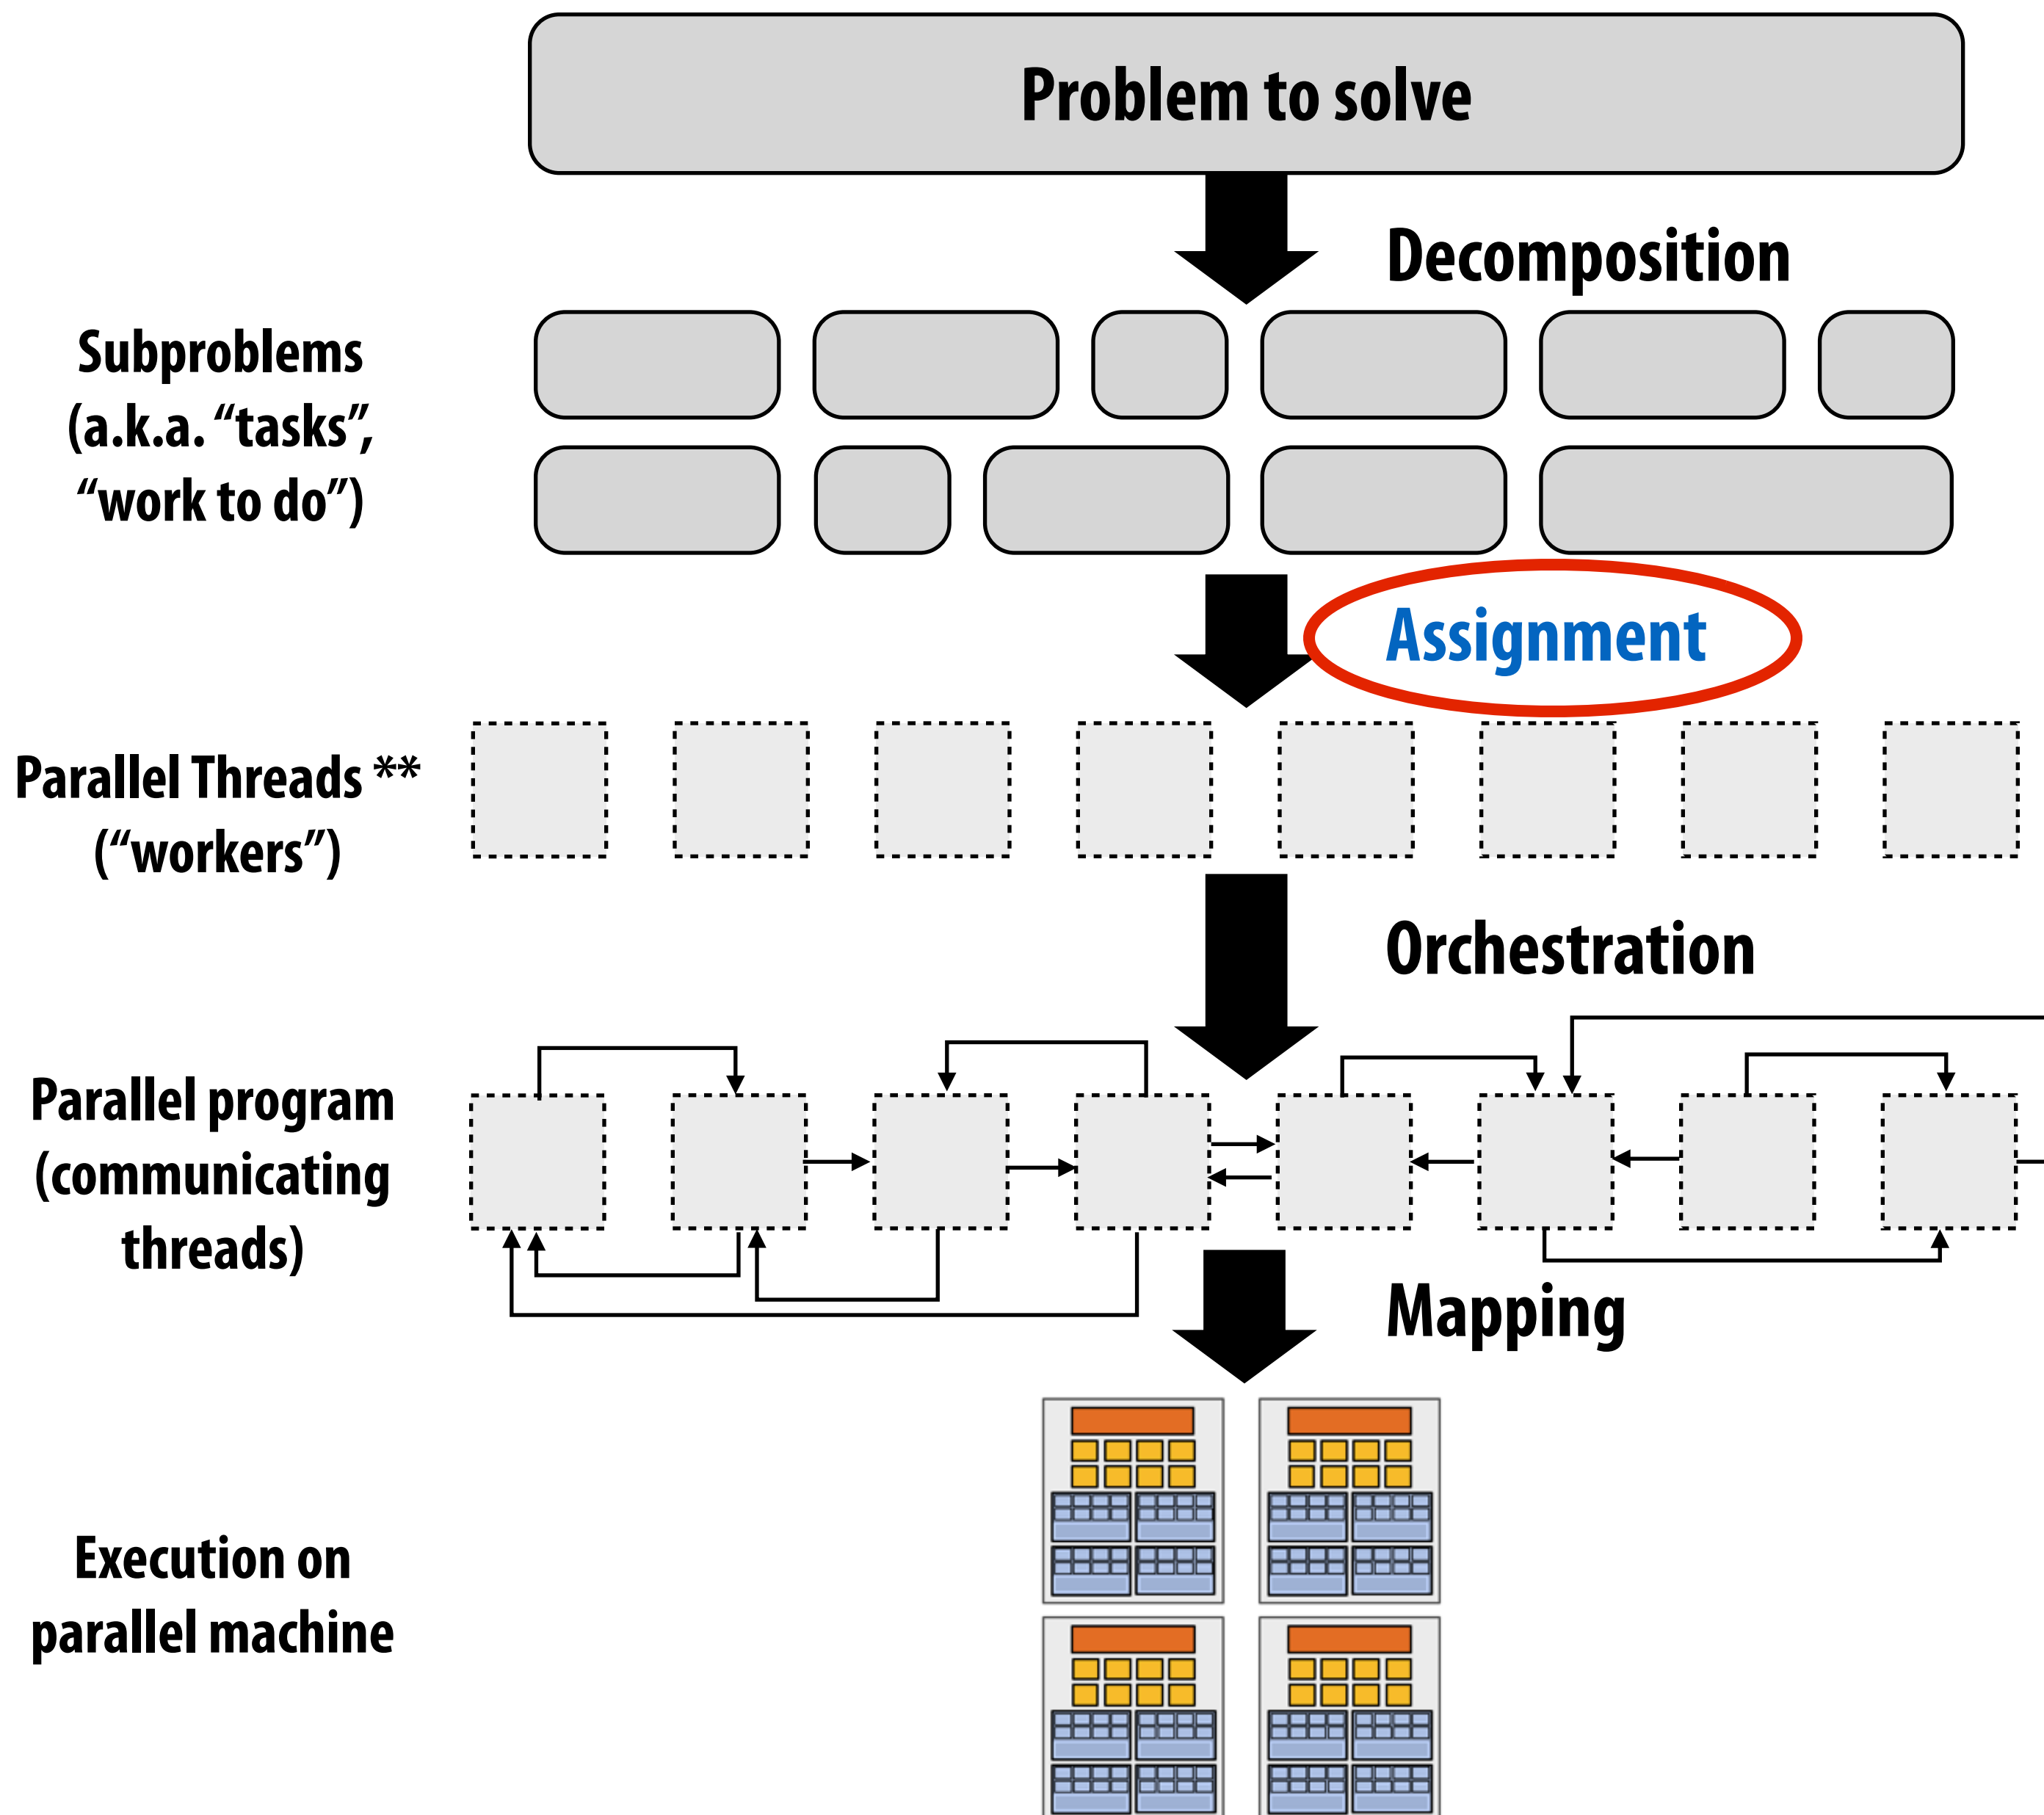 Problem to solve
Decomposition
Subproblems
(a.k.a. “tasks”,
“work to do”)
Assignment
Parallel Threads **
(“workers”)
Orchestration
Parallel program
(communicating
threads)
Mapping
Execution on
parallel machine